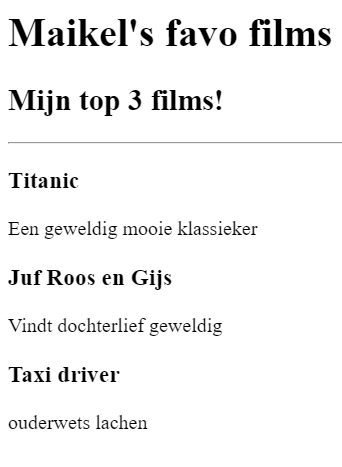 Maikel's favo films
Mijn top 3 films!
Titanic
Een geweldig mooie klassieker
Juf Roos en Gijs
Vindt dochterlief geweldig
Taxi driver
ouderwets lachen